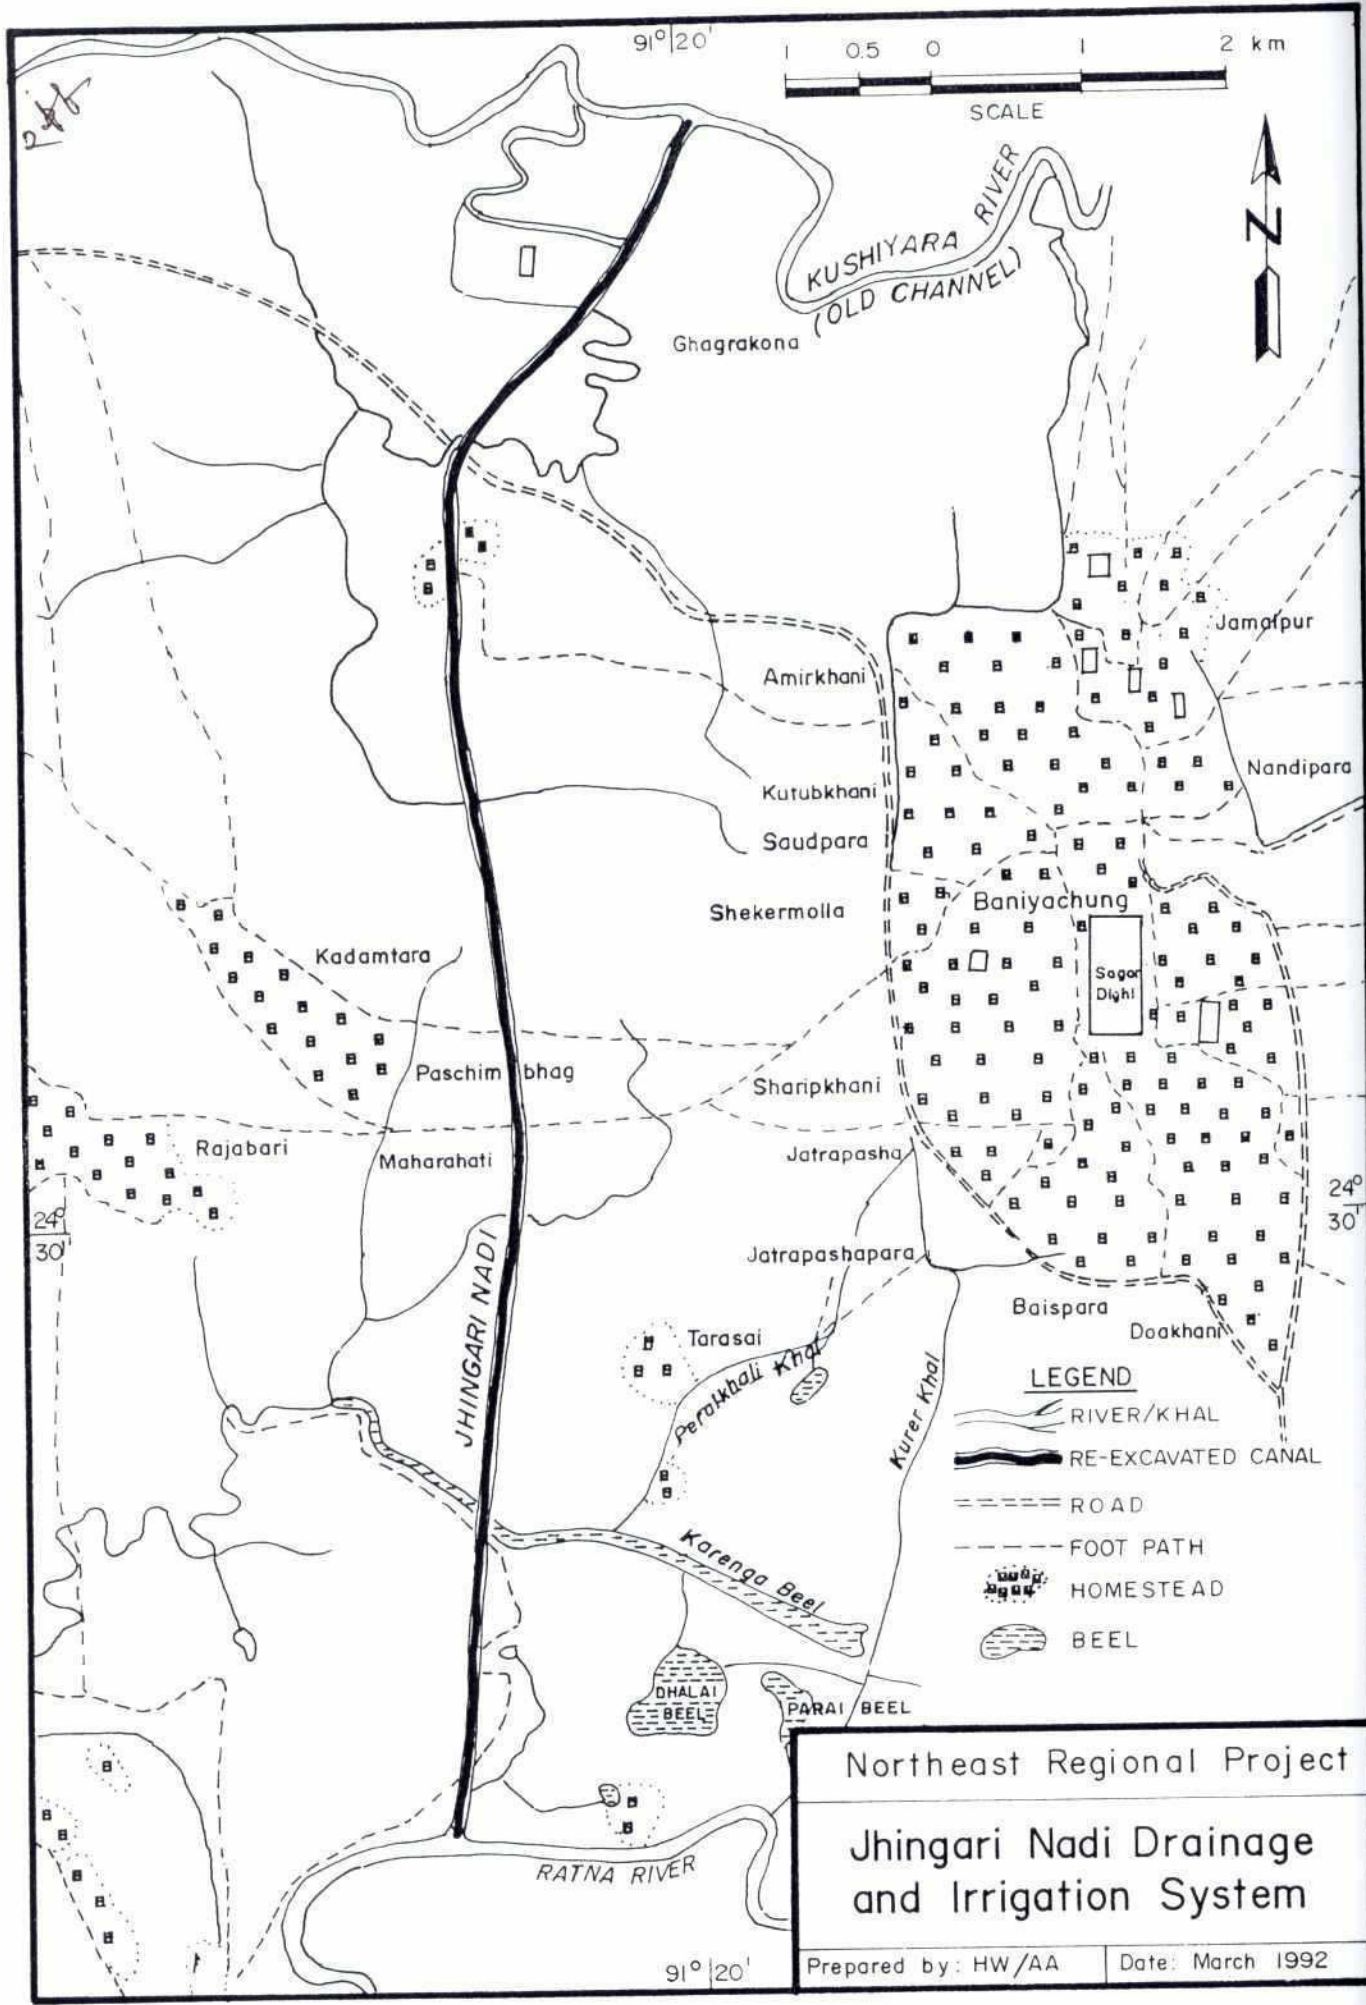 91° 20'
1 0.5 0 1 2 km
SCALE
N
KUSHIYARA RIVER
(OLD CHANNEL)
Ghagrakona
Jamalpur
Amirkhani
Nandipara
Kutubkhani
Saudpara
Baniyachung
Shekermolla
Kadamtara
Sagor
Dighi
Paschim bhag
Sharipkhani
Rajabari
Maharahati
Jatrapasha
24°
30'
24°
30'
JHINGARI NADI
Jatrapashapara
Baispara
Doakhani
Tarasai
Peralkhali Khal
Kurer Khal
LEGEND
RIVER/KHAL
RE-EXCAVATED CANAL
ROAD
FOOT PATH
HOMESTEAD
BEEL
Karenga Beel
DHALAI
BEEL
PARAI BEEL
RATNA RIVER
91° 20'
Northeast Regional Project
Jhingari Nadi Drainage
and Irrigation System
Prepared by: HW/AA
Date: March 1992